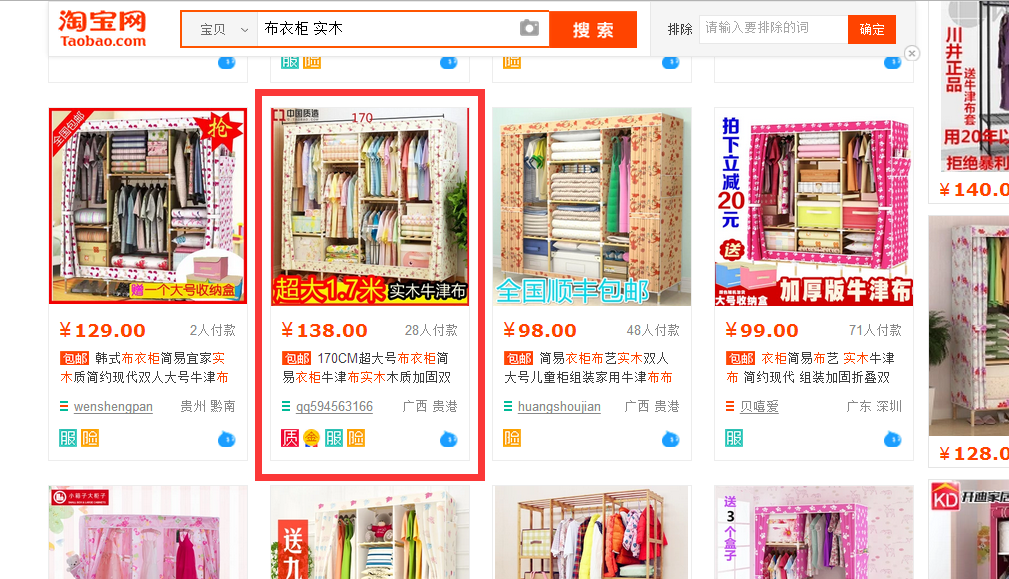 淘宝网
Taobao.com
宝贝
布衣柜 实木
搜 索
排除
请输入要排除的词
确定
服 险
险
川井正品
送牛津布套
用20年以
拒绝暴利
¥140.0
全国包邮
抢
赠一个大号收纳盒
¥129.00
2人付款
包邮 韩式布衣柜简易宜家实
木质简约现代双人大号牛津布
wenshengpan
贵州 黔南
服 险
中国质造
170
超大1.7米
实木牛津布
¥138.00
28人付款
包邮 170CM超大号布衣柜简
易衣柜牛津布实木木质加固双
qq594563166
广西 贵港
质 金 服 险
全国顺丰包邮
¥98.00
48人付款
包邮 简易衣柜布艺实木双人
大号儿童柜组装家用牛津布布
huangshoujian
广西 贵港
险
拍下立减20元
送
大号收纳盒
加厚版牛津布
¥99.00
71人付款
包邮 衣柜简易布艺 实木牛津
布 简约现代 组装加固折叠双
贝嘻爱
广东 深圳
服
¥128.0
小箱子大柜子
送九
送3个盒子
KD 开迪家居